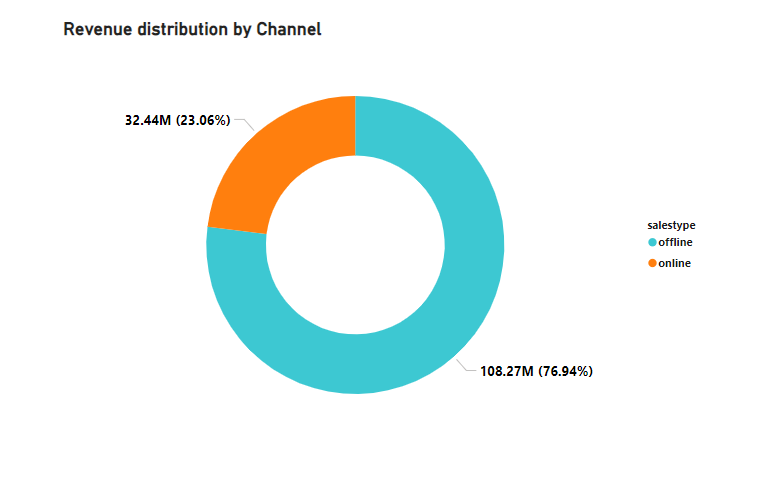 Revenue distribution by Channel
32.44M (23.06%)
salestype
offline
online
108.27M (76.94%)